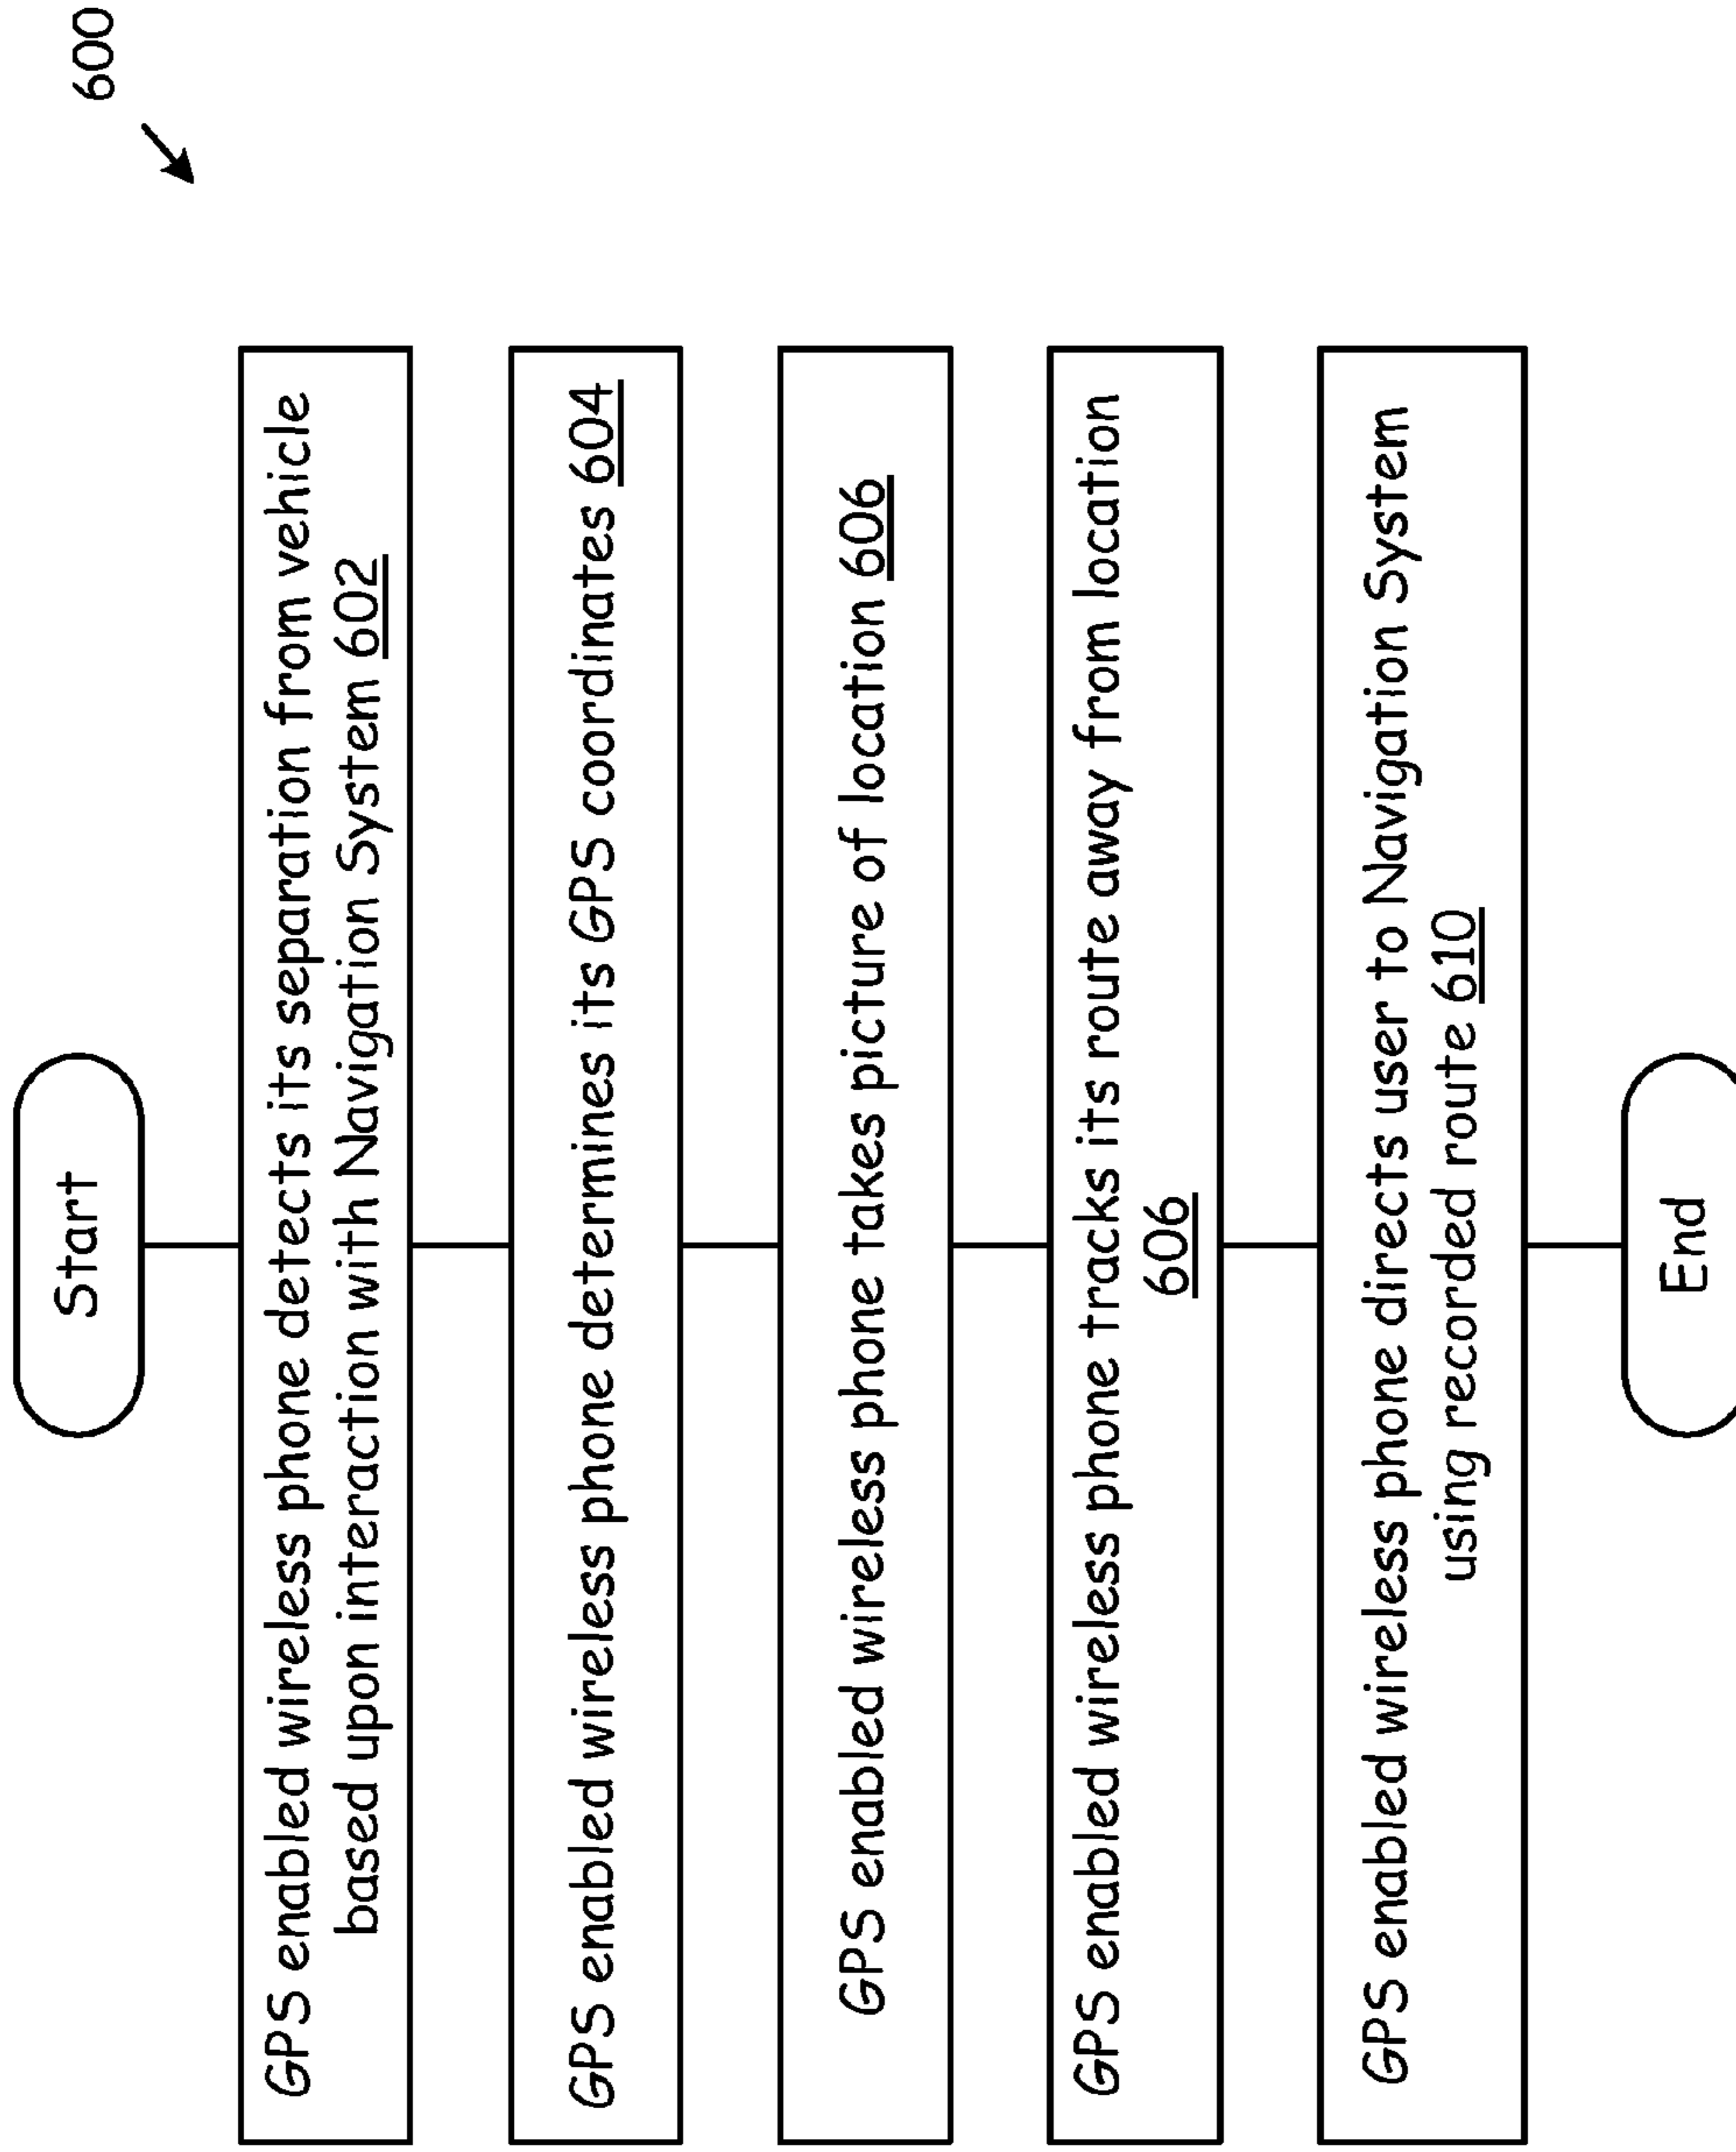 600
Start
GPS enabled wireless phone detects its separation from vehicle
based upon interaction with Navigation System 602
GPS enabled wireless phone determines its GPS coordinates 604
GPS enabled wireless phone takes picture of location 606
GPS enabled wireless phone tracks its route away from location
606
GPS enabled wireless phone directs user to Navigation System
using recorded route 610
End